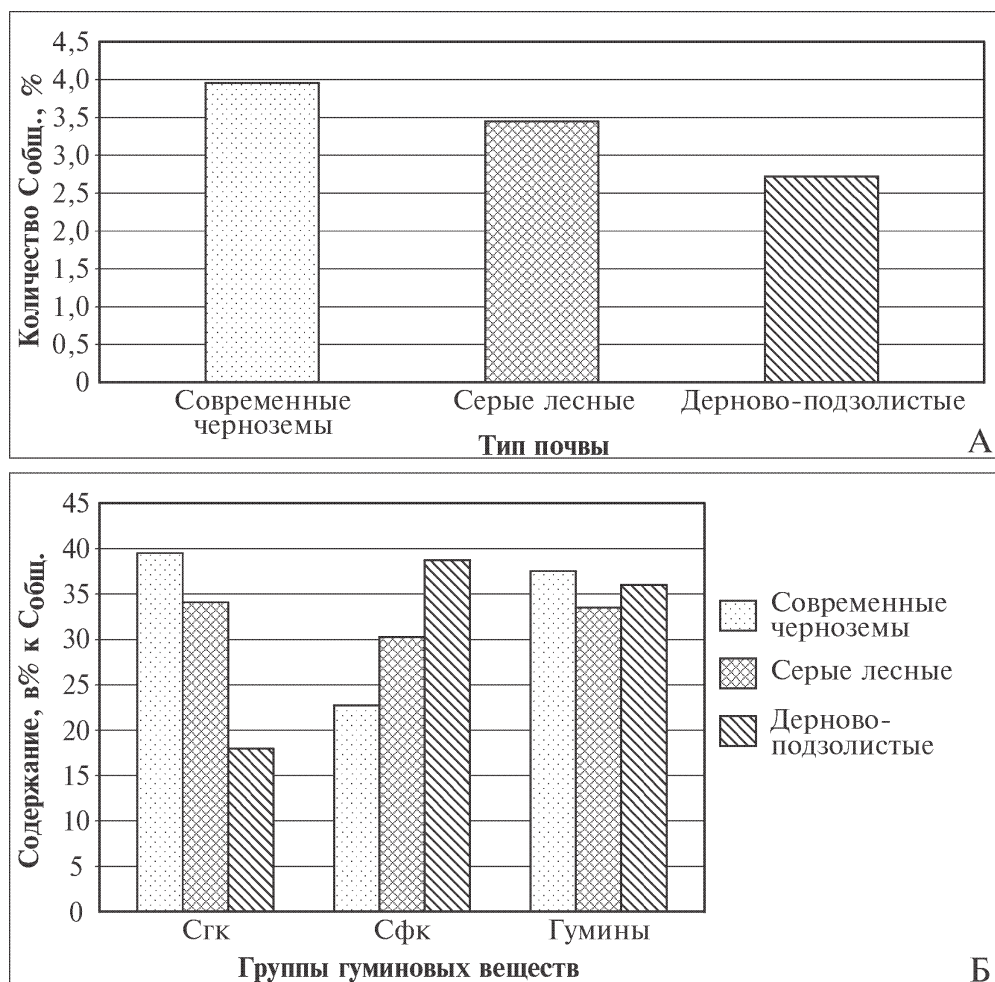 Количество Собщ., %
4,5
4,0
3,5
3,0
2,5
2,0
1,5
1,0
0,5
0
Современные
черноземы
Серые лесные
Дерново-подзолистые
Тип почвы
А
Содержание, в% к Собщ.
45
40
35
30
25
20
15
10
5
0
Сгк
Сфк
Гумины
Группы гуминовых веществ
Современные
черноземы
Серые лесные
Дерново-
подзолистые
Б